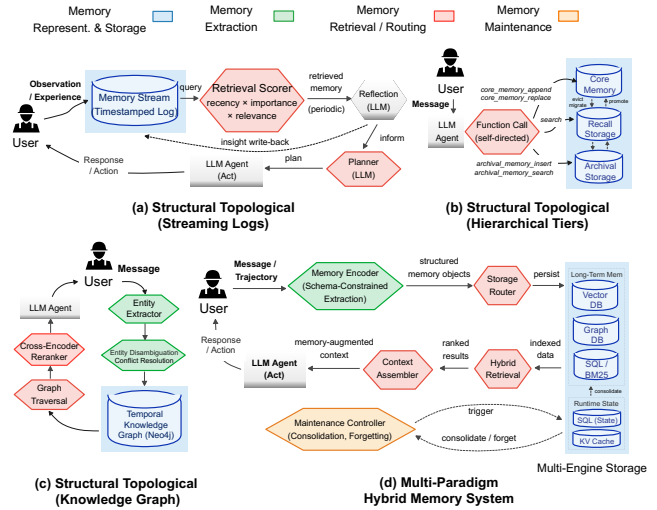 Memory
Represent. & Storage
Memory
Extraction
Memory
Retrieval / Routing
Memory
Maintenance
Observation
/ Experience
User
Memory Stream
(Timestamped Log)
query
Retrieval Scorer
recency × importance
× relevance
retrieved
memory
(periodic)
Reflection
(LLM)
insight write-back
inform
Response
/ Action
LLM Agent
(Act)
plan
Planner
(LLM)
(a) Structural Topological
(Streaming Logs)
User
Message
LLM
Agent
Function Call
(self-directed)
core_memory_append
core_memory_replace
search
archival_memory_insert
archival_memory_search
Core
Memory
evict
migrate
promote
Recall
Storage
Archival
Storage
(b) Structural Topological
(Hierarchical Tiers)
User
Message
LLM Agent
Entity
Extractor
Cross-Encoder
Reranker
Entity Disambiguation
Conflict Resolution
Graph
Traversal
Temporal
Knowledge
Graph (Neo4j)
(c) Structural Topological
(Knowledge Graph)
User
Message /
Trajectory
Memory Encoder
(Schema-Constrained
Extraction)
structured
memory objects
Storage
Router
persist
Long-Term Mem
Vector
DB
Graph
DB
SQL /
BM25
Response
/ Action
LLM Agent
(Act)
memory-augmented
context
Context
Assembler
ranked
results
Hybrid
Retrieval
indexed
data
consolidate
Maintenance Controller
(Consolidation, Forgetting)
trigger
consolidate / forget
Runtime State
SQL (State)
KV Cache
Multi-Engine Storage
(d) Multi-Paradigm
Hybrid Memory System